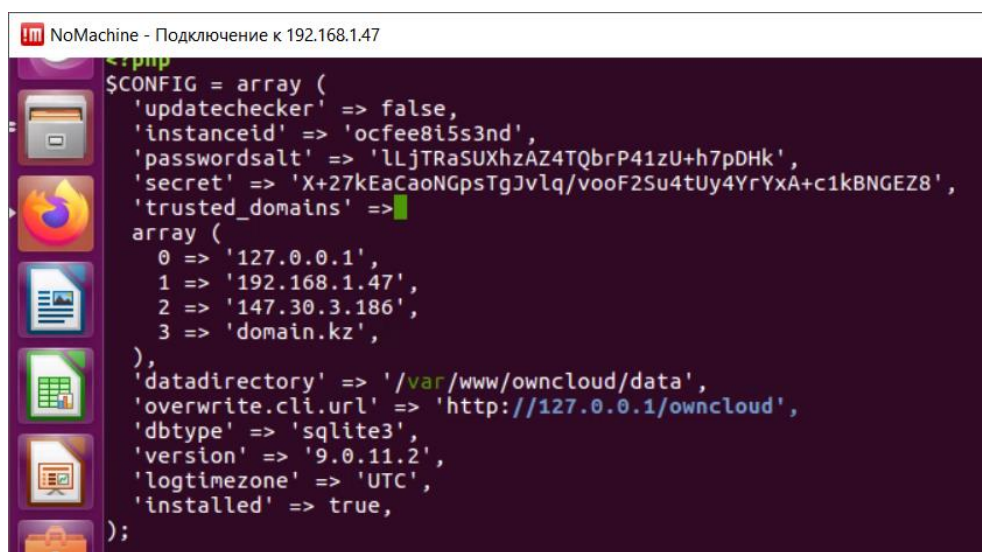 NoMachine - Подключение к 192.168.1.47
<?php
$CONFIG = array (
'updatechecker' => false,
'instanceid' => 'ocfee8i5s3nd',
'passwordsalt' => 'lLjTRaSUXhzAZ4TQbrP41zU+h7pDHk',
'secret' => 'X+27kEaCaoNGpsTgJvlq/vooF2Su4tUy4YrYxA+c1kBNGEZ8',
'trusted_domains' =>
array (
0 => '127.0.0.1',
1 => '192.168.1.47',
2 => '147.30.3.186',
3 => 'domain.kz',
),
'datadirectory' => '/var/www/owncloud/data',
'overwrite.cli.url' => 'http://127.0.0.1/owncloud',
'dbtype' => 'sqlite3',
'version' => '9.0.11.2',
'logtimezone' => 'UTC',
'installed' => true,
);